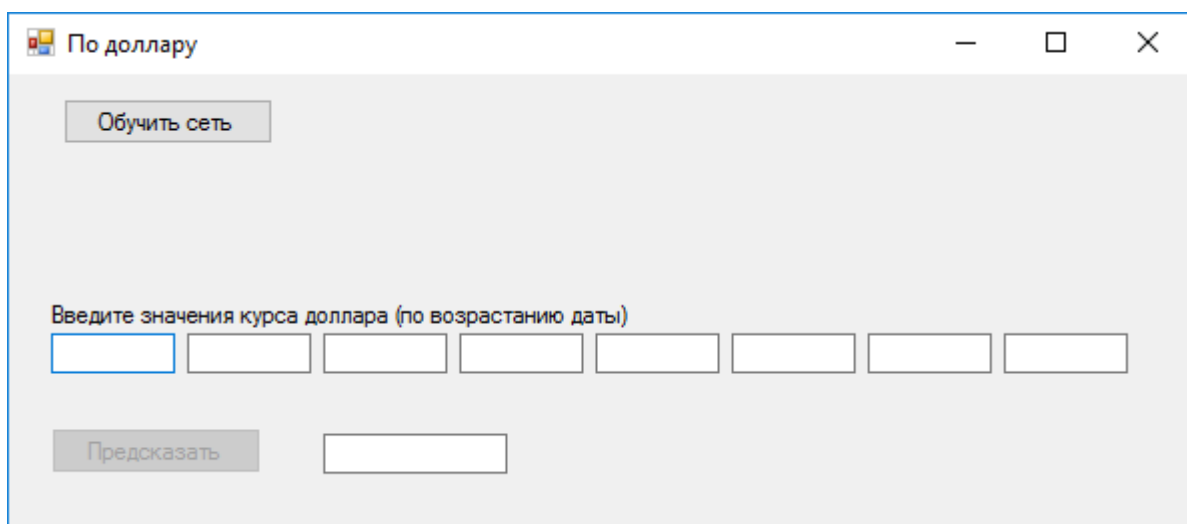 По доллару
Обучить сеть
Введите значения курса доллара (по возрастанию даты)
Предсказать